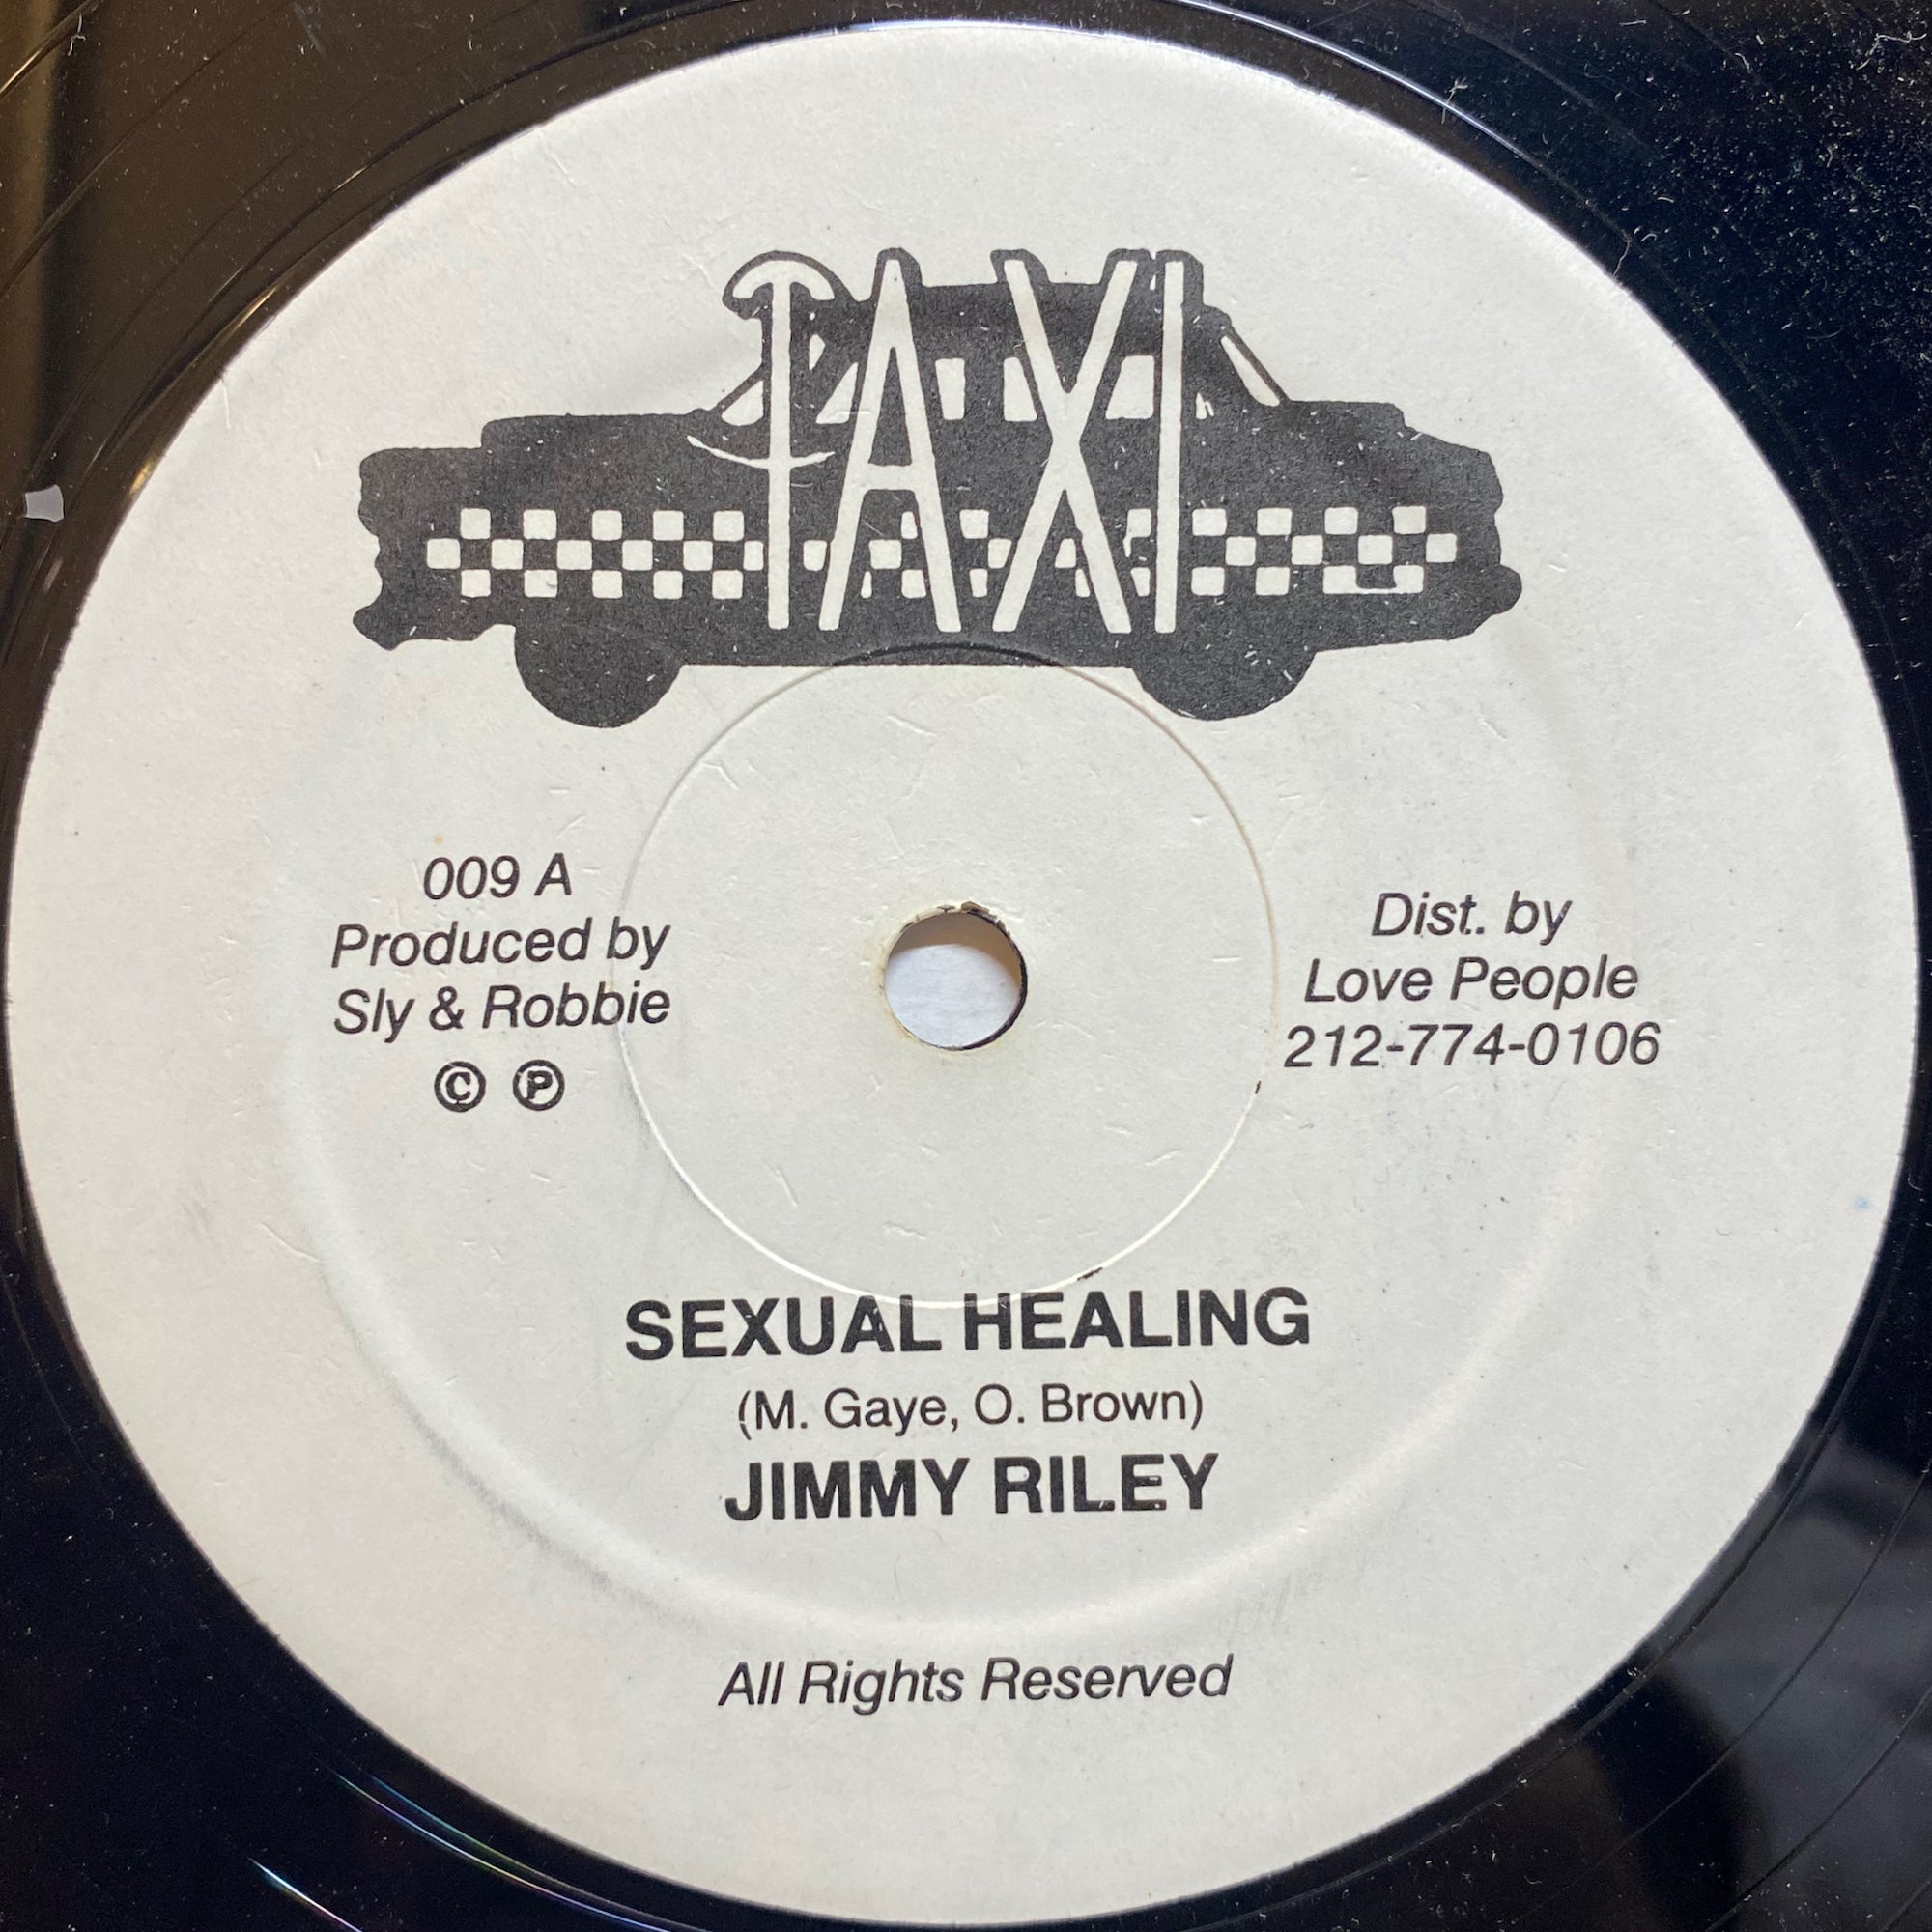 TAXI
009 A
Produced by
Sly & Robbie
© ℗
Dist. by
Love People
212-774-0106
SEXUAL HEALING
(M. Gaye, O. Brown)
JIMMY RILEY
All Rights Reserved